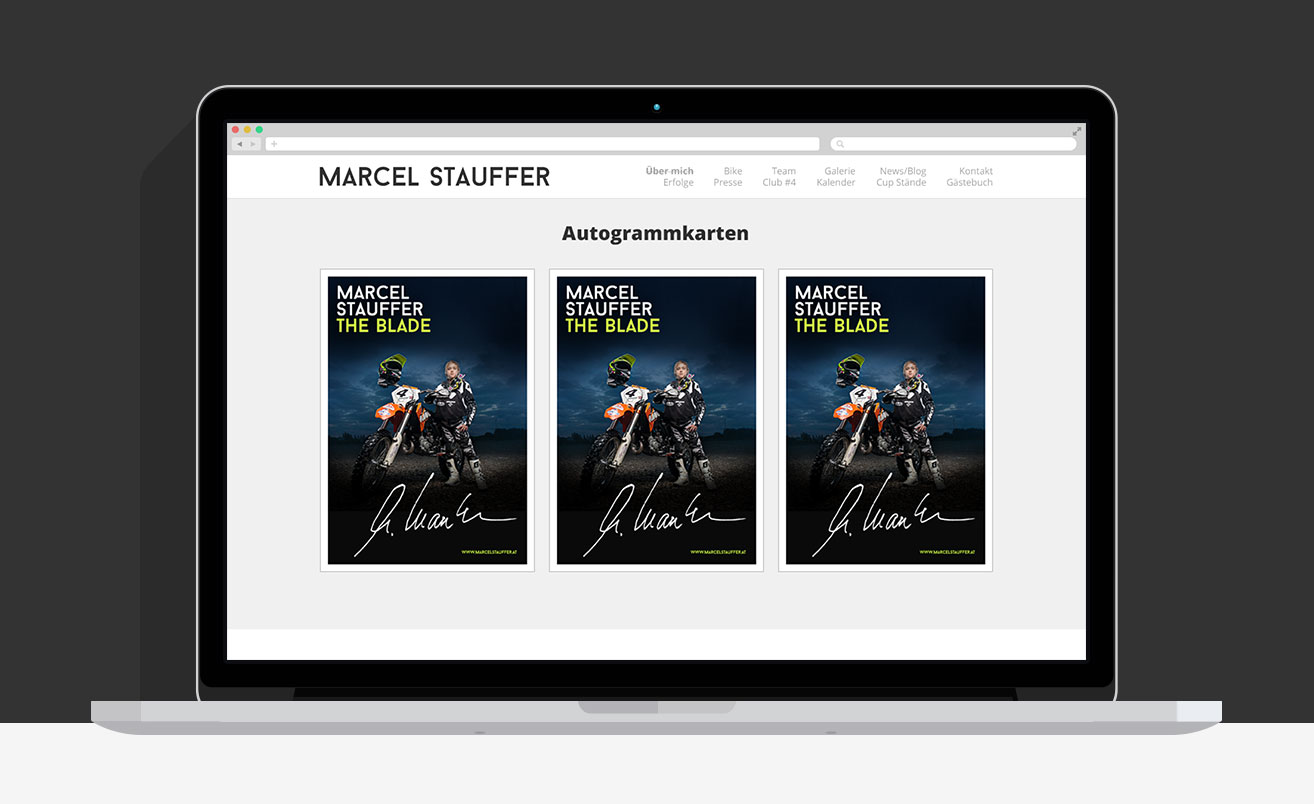 MARCEL STAUFFER
Über mich Bike Team Galerie News/Blog Kontakt
Erfolge Presse Club #4 Kalender Cup Stände Gästebuch
Autogrammkarten
MARCEL
STAUFFER
THE BLADE
4
WWW.MARCELSTAUFFER.AT
MARCEL
STAUFFER
THE BLADE
4
WWW.MARCELSTAUFFER.AT
MARCEL
STAUFFER
THE BLADE
4
WWW.MARCELSTAUFFER.AT